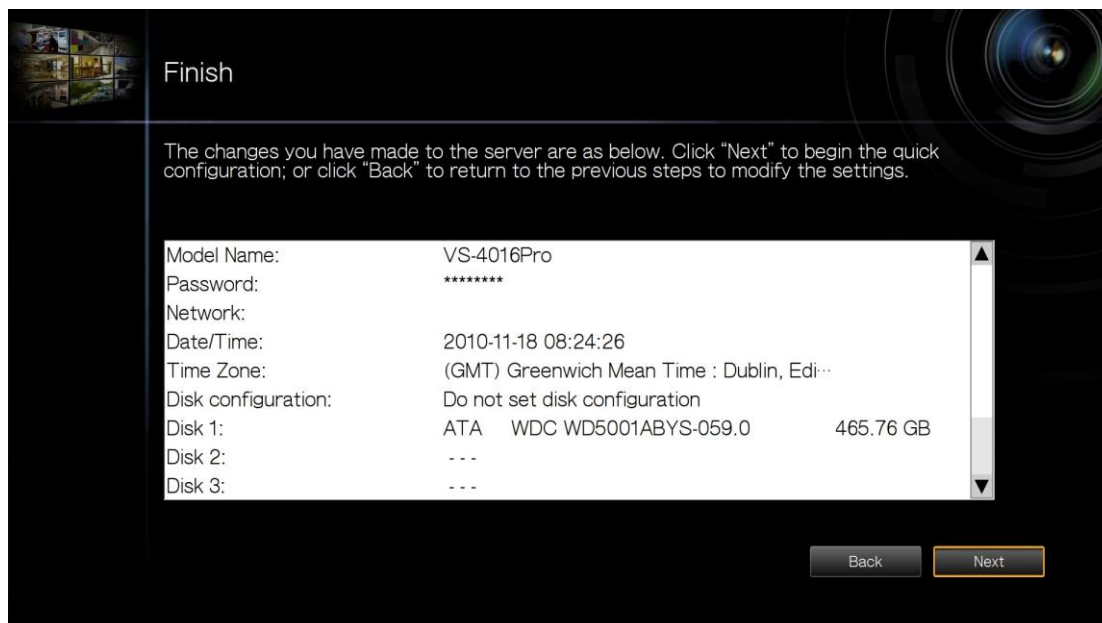 Finish
The changes you have made to the server are as below. Click “Next” to begin the quick
configuration; or click “Back” to return to the previous steps to modify the settings.
Model Name: VS-4016Pro
Password: ********
Network:
Date/Time: 2010-11-18 08:24:26
Time Zone: (GMT) Greenwich Mean Time : Dublin, Edi···
Disk configuration: Do not set disk configuration
Disk 1: ATA WDC WD5001ABYS-059.0 465.76 GB
Disk 2: - - -
Disk 3: - - -
Back Next